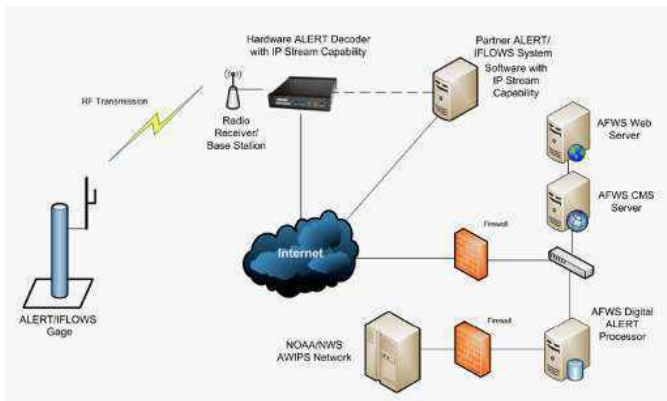 Hardware ALERT Decoder
with IP Stream Capability
Partner ALERT/
IFLOWS System
Software with
IP Stream
Capability
RF Transmission
Radio
Receiver/
Base Station
AFWS Web
Server
AFWS CMS
Server
Firewall
Internet
ALERT/IFLOWS
Gage
NOAA/NWS
AWIPS Network
Firewall
AFWS Digital
ALERT
Processor